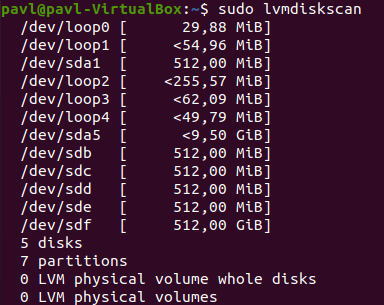 pavl@pavl-VirtualBox:~$ sudo lvmdiskscan
  /dev/loop0 [      29,88 MiB]
  /dev/loop1 [     <54,96 MiB]
  /dev/sda1  [     512,00 MiB]
  /dev/loop2 [    <255,57 MiB]
  /dev/loop3 [     <62,09 MiB]
  /dev/loop4 [     <49,79 MiB]
  /dev/sda5  [      <9,50 GiB]
  /dev/sdb   [     512,00 MiB]
  /dev/sdc   [     512,00 MiB]
  /dev/sdd   [     512,00 MiB]
  /dev/sde   [     512,00 MiB]
  /dev/sdf   [     512,00 GiB]
  5 disks
  7 partitions
  0 LVM physical volume whole disks
  0 LVM physical volumes